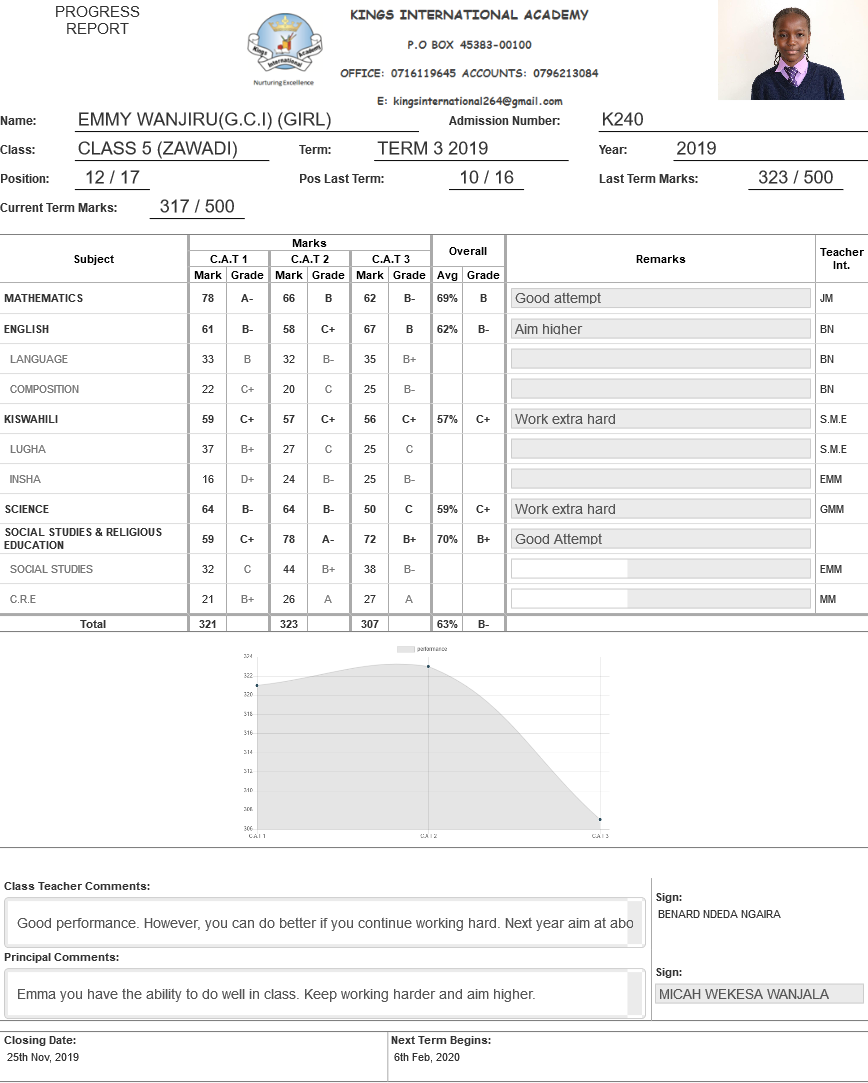 PROGRESS
REPORT
KINGS INTERNATIONAL ACADEMY
P.O BOX 45383-00100
OFFICE: 0716119645 ACCOUNTS: 0796213084
E: kingsinternational264@gmail.com
Kings International Academy
Nurturing Excellence
Name: EMMY WANJIRU(G.C.I) (GIRL) Admission Number: K240
Class: CLASS 5 (ZAWADI) Term: TERM 3 2019 Year: 2019
Position: 12 / 17 Pos Last Term: 10 / 16 Last Term Marks: 323 / 500
Current Term Marks: 317 / 500
Subject Marks Overall Remarks Teacher Int.
C.A.T 1 C.A.T 2 C.A.T 3
Mark Grade Mark Grade Mark Grade Avg Grade
MATHEMATICS 78 A- 66 B 62 B- 69% B Good attempt JM
ENGLISH 61 B- 58 C+ 67 B 62% B- Aim higher BN
LANGUAGE 33 B 32 B- 35 B+ BN
COMPOSITION 22 C+ 20 C 25 B- BN
KISWAHILI 59 C+ 57 C+ 56 C+ 57% C+ Work extra hard S.M.E
LUGHA 37 B+ 27 C 25 C S.M.E
INSHA 16 D+ 24 B- 25 B- EMM
SCIENCE 64 B- 64 B- 50 C 59% C+ Work extra hard GMM
SOCIAL STUDIES & RELIGIOUS
EDUCATION 59 C+ 78 A- 72 B+ 70% B+ Good Attempt
SOCIAL STUDIES 32 C 44 B+ 38 B- EMM
C.R.E 21 B+ 26 A 27 A MM
Total 321 323 307 63% B-
performance
324
322
320
318
316
314
312
310
308
306
C.A.T 1 C.A.T 2 C.A.T 3
Class Teacher Comments:
Good performance. However, you can do better if you continue working hard. Next year aim at abo
Sign:
BENARD NDEDA NGAIRA
Principal Comments:
Emma you have the ability to do well in class. Keep working harder and aim higher.
Sign:
MICAH WEKESA WANJALA
Closing Date: Next Term Begins:
25th Nov, 2019 6th Feb, 2020